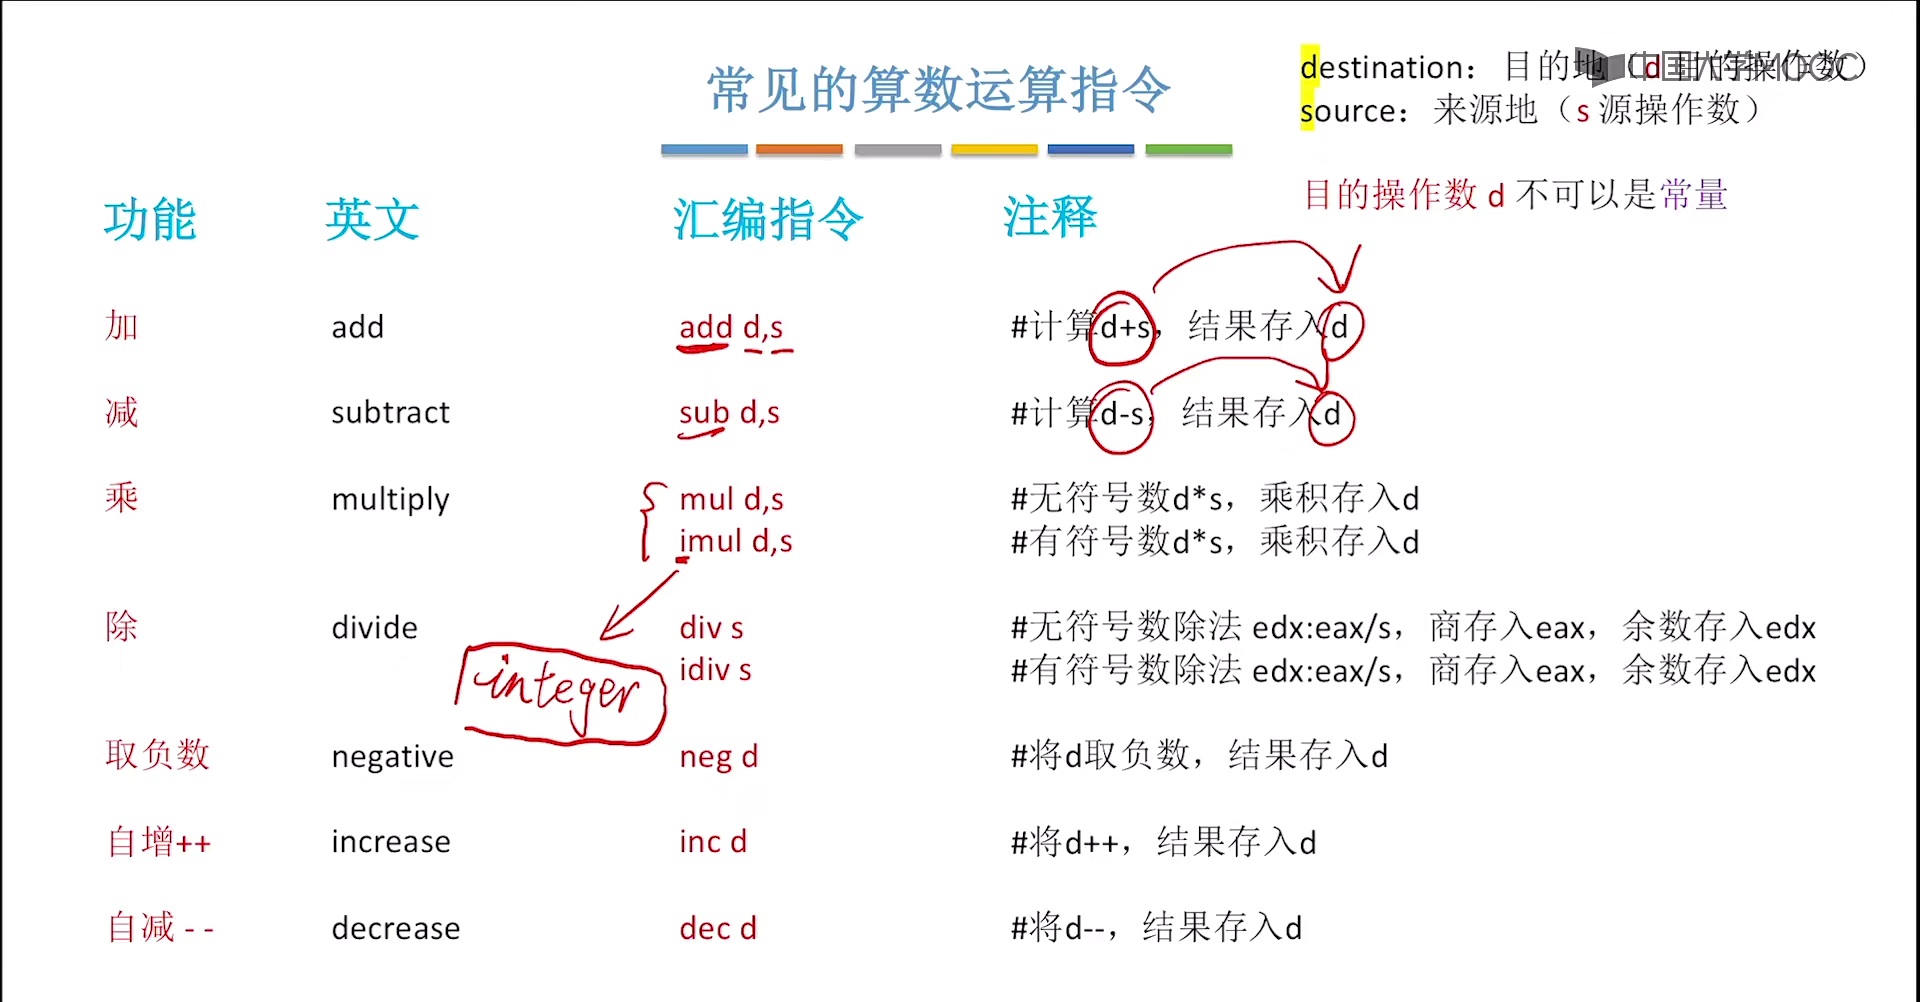 常见的算数运算指令
destination：目的地（d 目的操作数）
中国大学MOOC
source：来源地（s 源操作数）
目的操作数 d 不可以是常量
功能 英文 汇编指令 注释
加 add add d,s #计算d+s，结果存入d
减 subtract sub d,s #计算d-s，结果存入d
乘 multiply mul d,s #无符号数d*s，乘积存入d
imul d,s #有符号数d*s，乘积存入d
除 divide div s #无符号数除法 edx:eax/s，商存入eax，余数存入edx
idiv s #有符号数除法 edx:eax/s，商存入eax，余数存入edx
integer
取负数 negative neg d #将d取负数，结果存入d
自增++ increase inc d #将d++，结果存入d
自减 - - decrease dec d #将d--，结果存入d